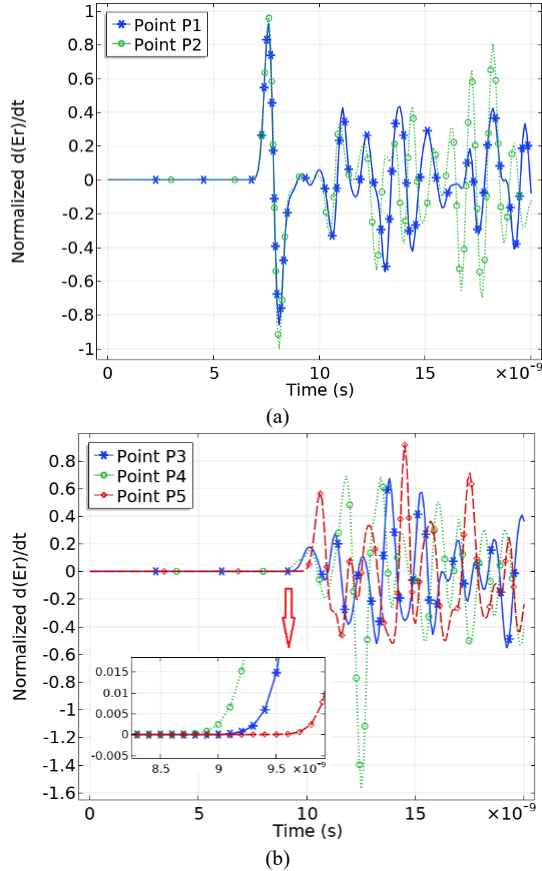 Point P1
Point P2
Normalized d(Er)/dt
1
0.8
0.6
0.4
0.2
0
-0.2
-0.4
-0.6
-0.8
-1
0 5 10 15 ×10⁻⁹
Time (s)
(a)
Point P3
Point P4
Point P5
Normalized d(Er)/dt
0.8
0.6
0.4
0.2
0
-0.2
-0.4
-0.6
-0.8
-1
-1.2
-1.4
-1.6
0.015
0.01
0.005
0
-0.005
8.5 9 9.5 ×10⁻⁹
0 5 10 15 ×10⁻⁹
Time (s)
(b)